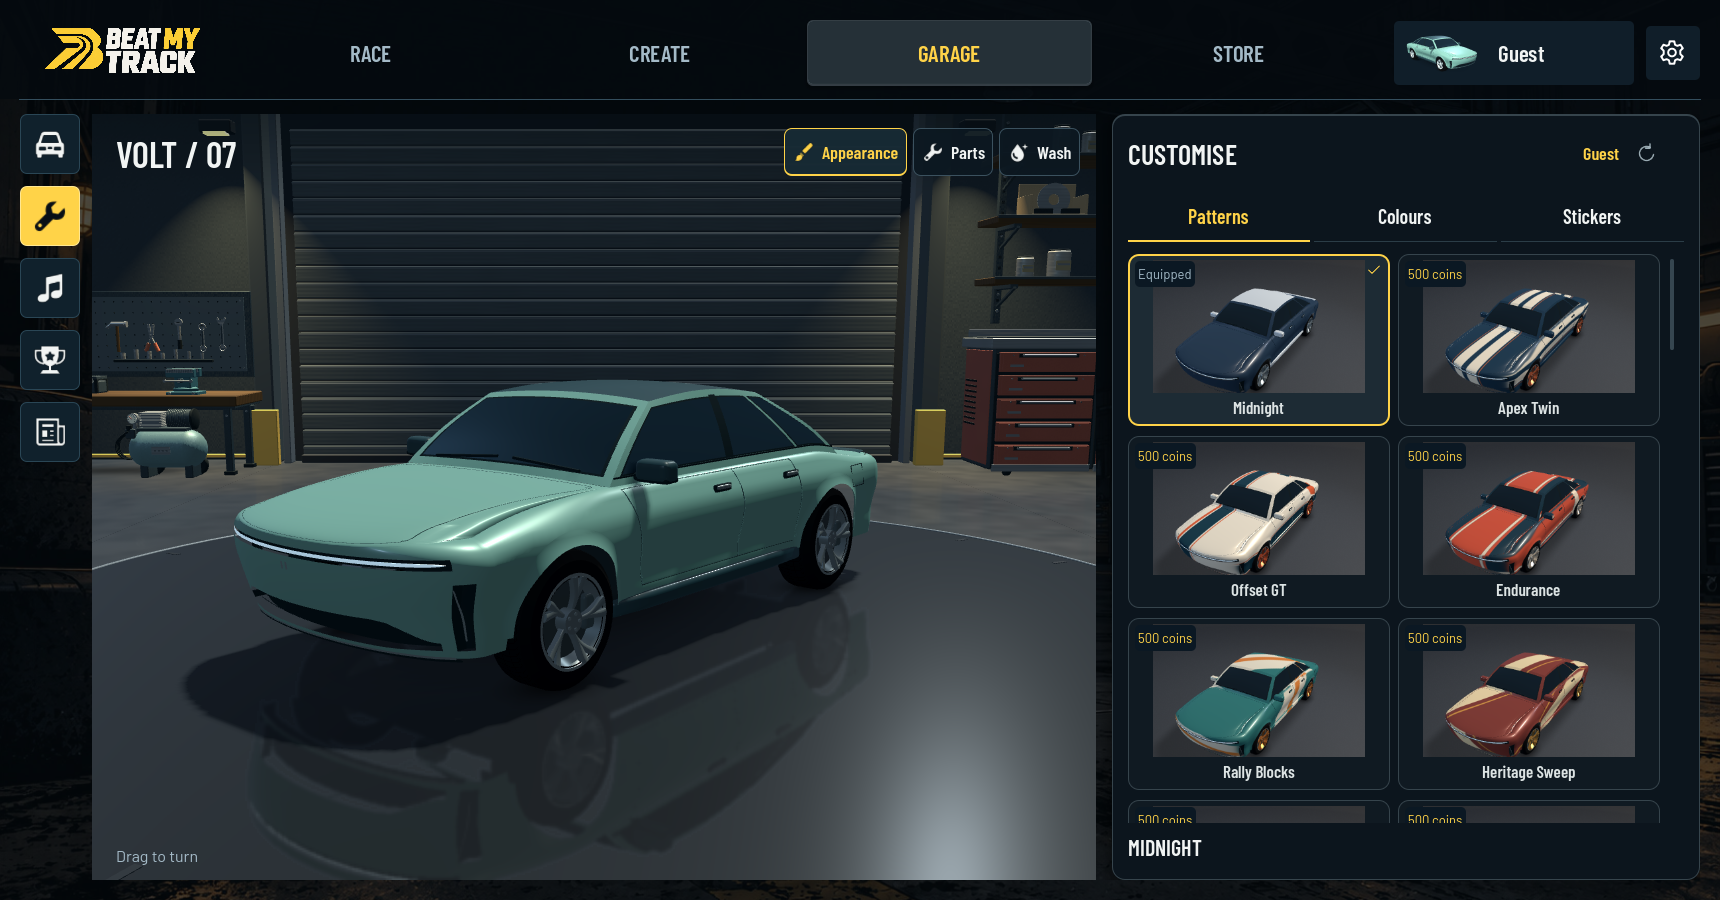 BEAT MY
TRACK
RACE
CREATE
GARAGE
STORE
Guest
VOLT / 07
Appearance
Parts
Wash
CUSTOMISE
Guest
Patterns
Colours
Stickers
Equipped
Midnight
500 coins
Apex Twin
500 coins
Offset GT
500 coins
Endurance
500 coins
Rally Blocks
500 coins
Heritage Sweep
500 coins
500 coins
MIDNIGHT
Drag to turn